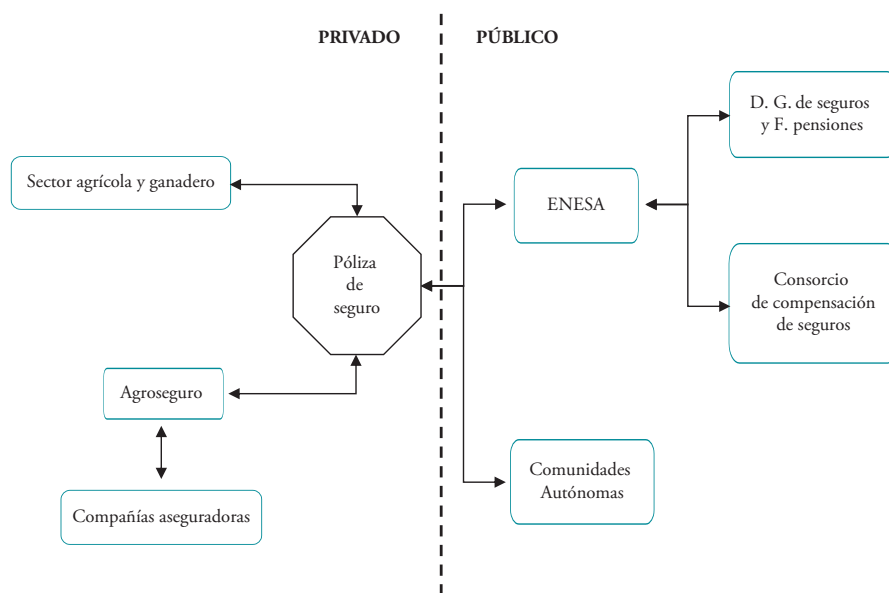 PRIVADO
PÚBLICO
D. G. de seguros
y F. pensiones
Sector agrícola y ganadero
ENESA
Póliza
de
seguro
Consorcio
de compensación
de seguros
Agroseguro
Comunidades
Autónomas
Compañías aseguradoras